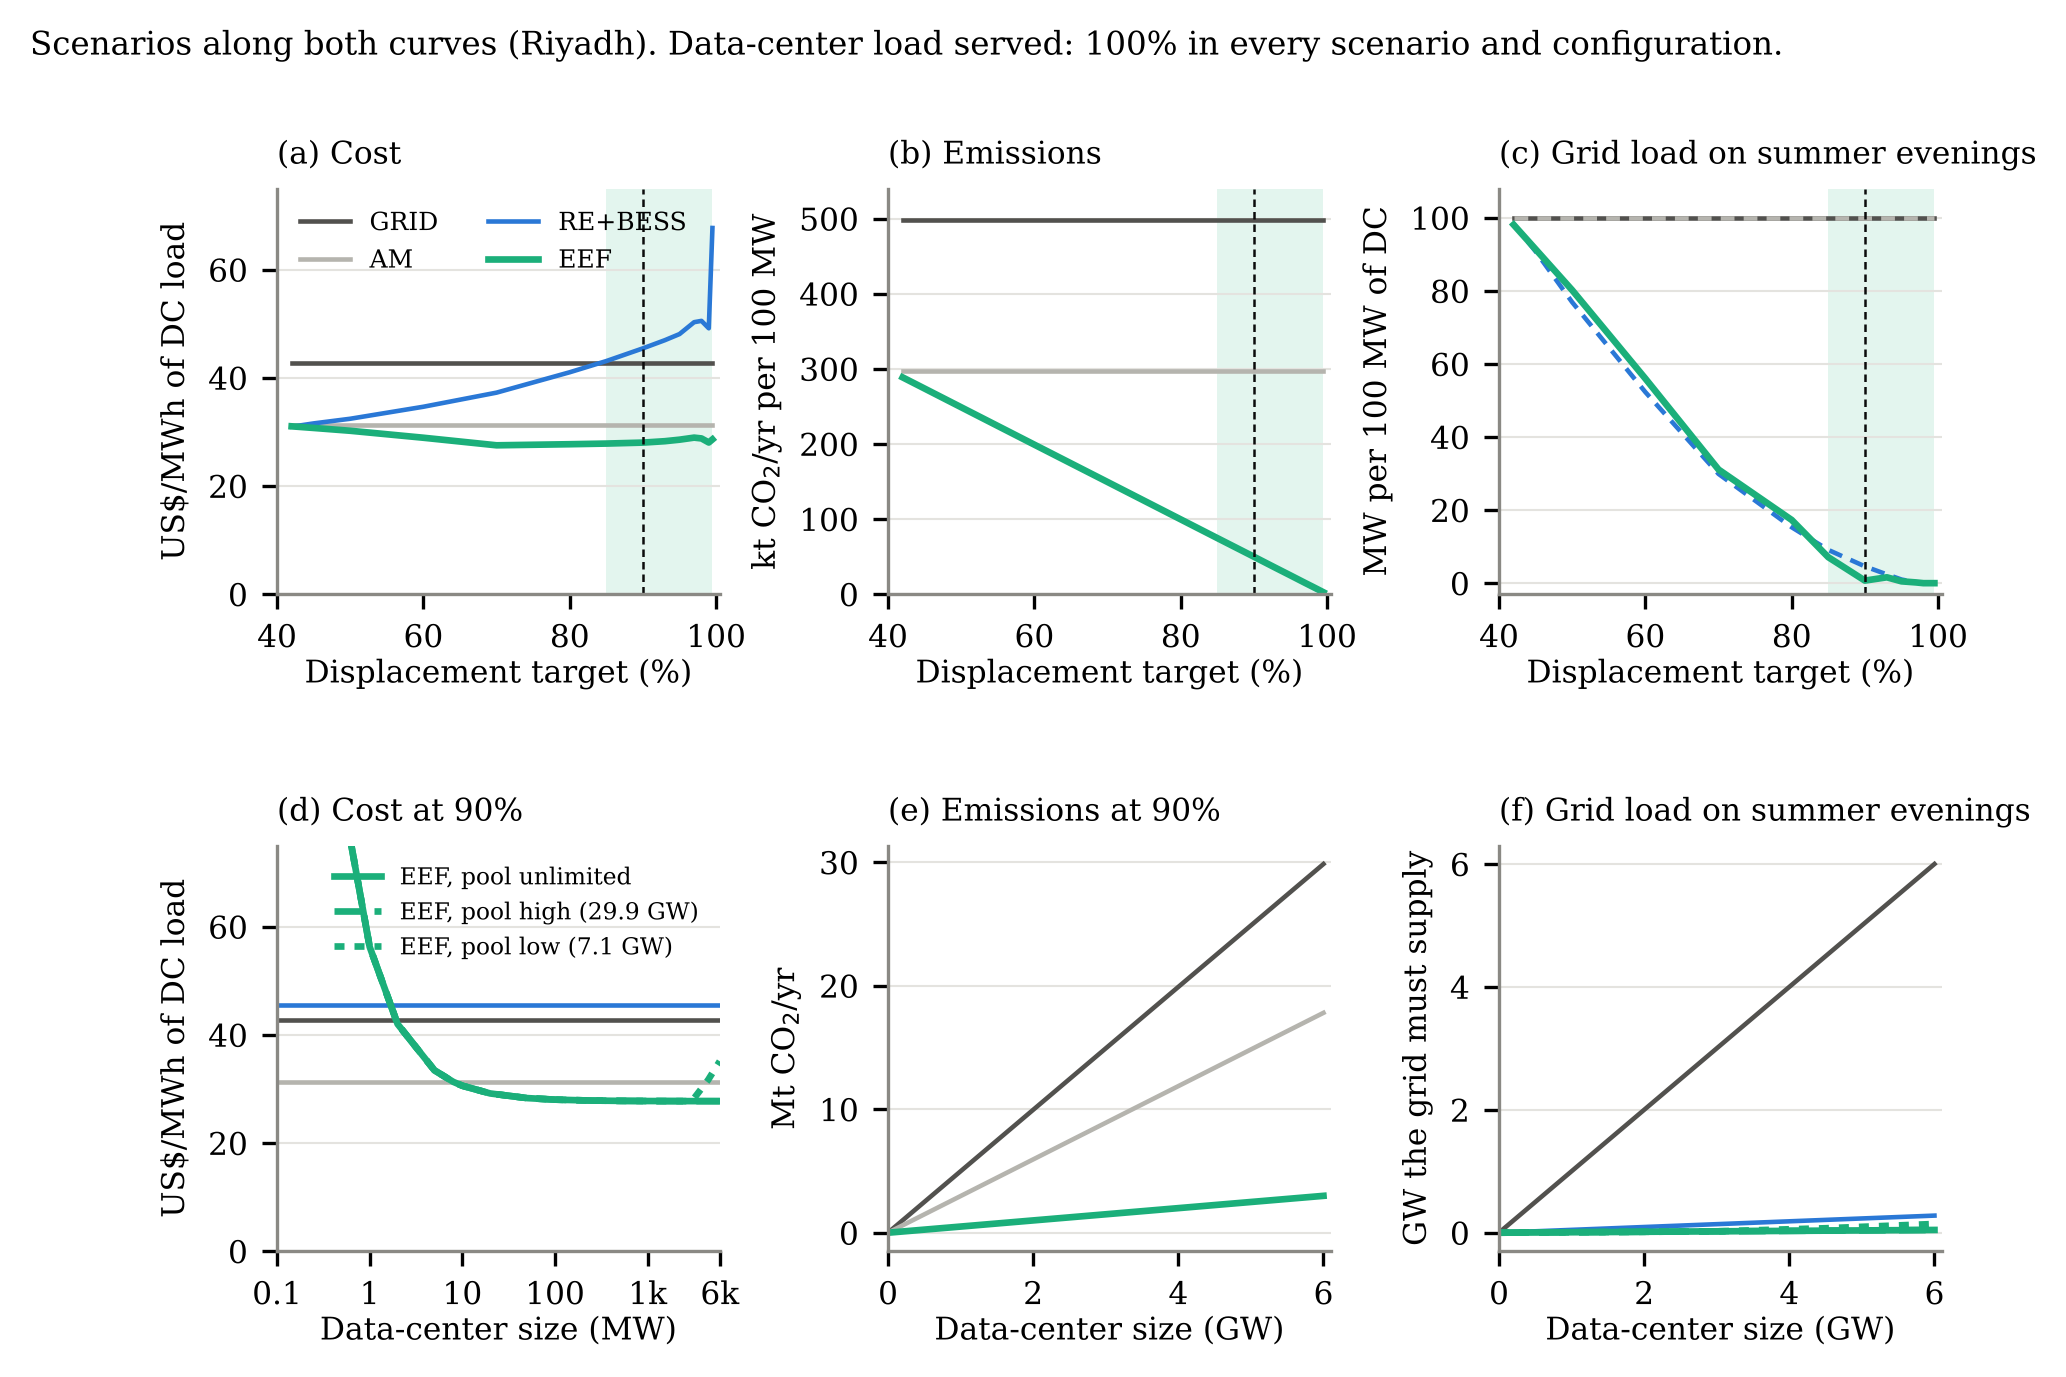 Scenarios along both curves (Riyadh). Data-center load served: 100% in every scenario and configuration.
(a) Cost
US$/MWh of DC load
GRID
AM
RE+BESS
EEF
60
40
20
0
40 60 80 100
Displacement target (%)
(b) Emissions
kt CO₂/yr per 100 MW
500
400
300
200
100
0
40 60 80 100
Displacement target (%)
(c) Grid load on summer evenings
MW per 100 MW of DC
100
80
60
40
20
0
40 60 80 100
Displacement target (%)
(d) Cost at 90%
US$/MWh of DC load
EEF, pool unlimited
EEF, pool high (29.9 GW)
EEF, pool low (7.1 GW)
60
40
20
0
0.1 1 10 100 1k 6k
Data-center size (MW)
(e) Emissions at 90%
Mt CO₂/yr
30
20
10
0
0 2 4 6
Data-center size (GW)
(f) Grid load on summer evenings
GW the grid must supply
6
4
2
0
0 2 4 6
Data-center size (GW)